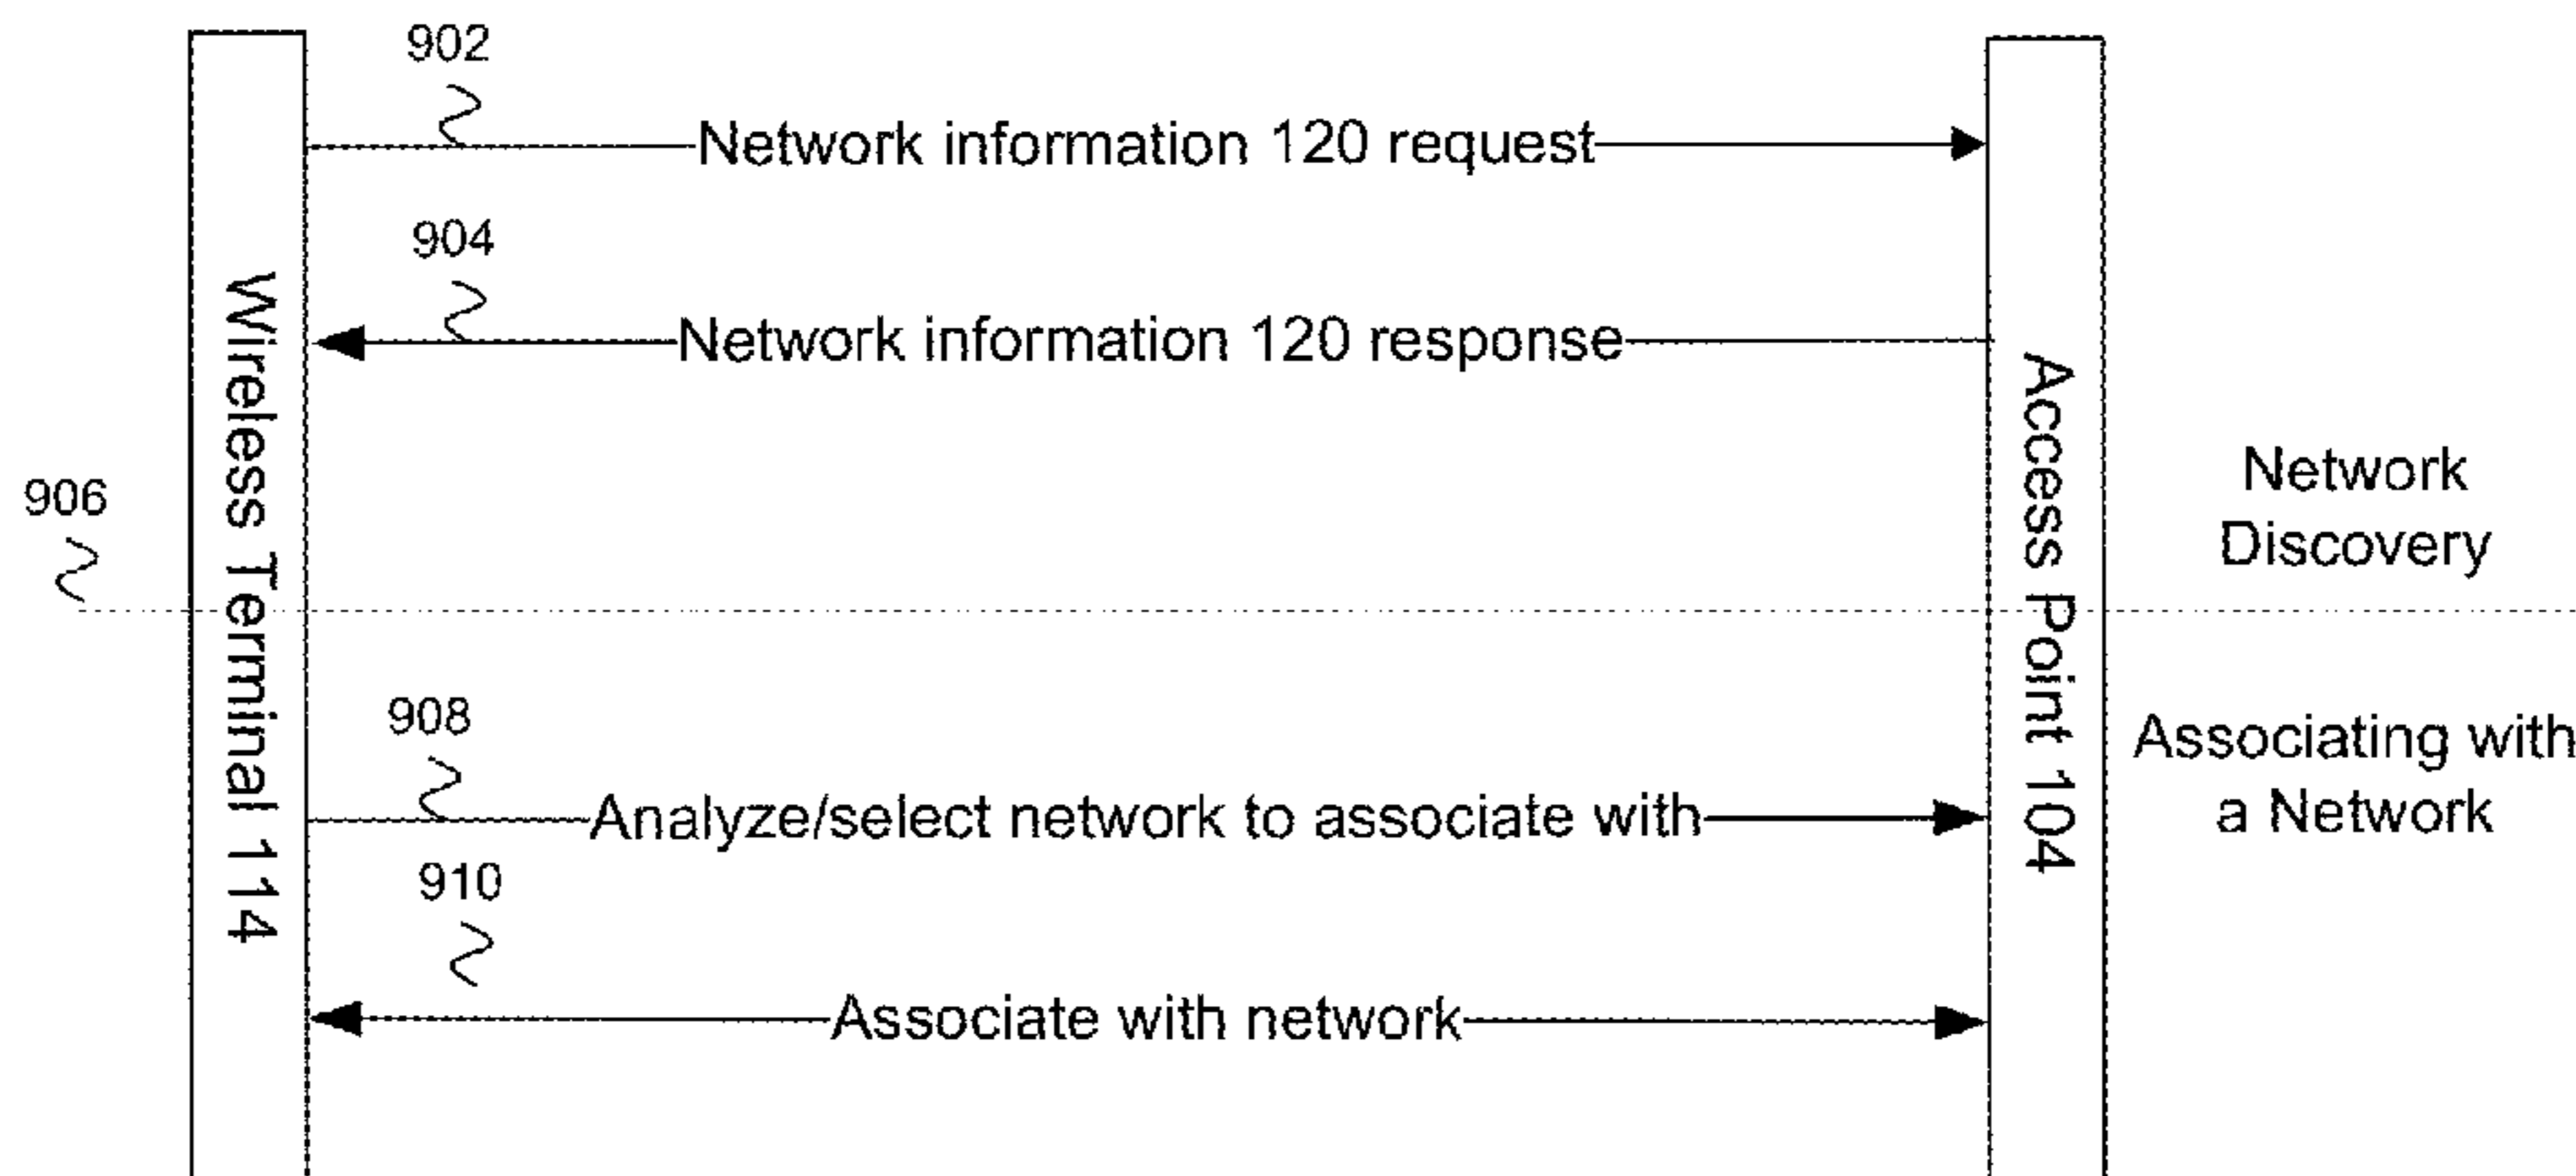 902
Network information 120 request
904
Network information 120 response
Wireless Terminal 114
Access Point 104
Network
Discovery
906
908
Analyze/select network to associate with
Associating with
a Network
910
Associate with network